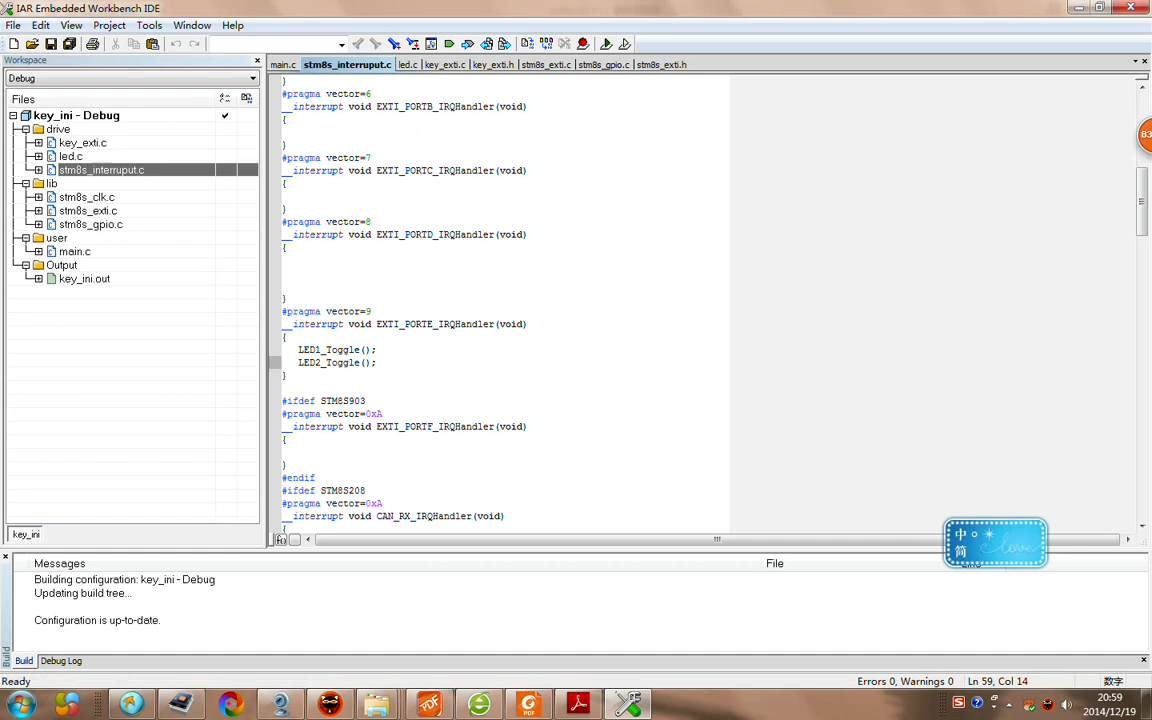 IAR Embedded Workbench IDE
File Edit View Project Tools Window Help
Workspace
main.c stm8s_interruput.c led.c key_exti.c key_exti.h stm8s_exti.c stm8s_gpio.c stm8s_exti.h
Debug
Files
key_ini - Debug
drive
key_exti.c
led.c
stm8s_interruput.c
lib
stm8s_clk.c
stm8s_exti.c
stm8s_gpio.c
user
main.c
Output
key_ini.out
key_ini
}
#pragma vector=6
__interrupt void EXTI_PORTB_IRQHandler(void)
{
}
#pragma vector=7
__interrupt void EXTI_PORTC_IRQHandler(void)
{
}
#pragma vector=8
__interrupt void EXTI_PORTD_IRQHandler(void)
{
}
#pragma vector=9
__interrupt void EXTI_PORTE_IRQHandler(void)
{
LED1_Toggle();
LED2_Toggle();
}
#ifdef STM8S903
#pragma vector=0xA
__interrupt void EXTI_PORTF_IRQHandler(void)
{
}
#endif
#ifdef STM8S208
#pragma vector=0xA
__interrupt void CAN_RX_IRQHandler(void)
{
83
中
简 love
Messages File
Building configuration: key_ini - Debug
Updating build tree...
Configuration is up-to-date.
Build
Build Debug Log
Ready Errors 0, Warnings 0 Ln 59, Col 14 数字
20:59
2014/12/19